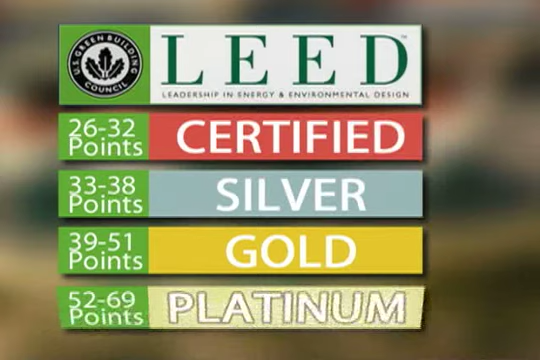 U.S. GREEN BUILDING COUNCIL
LEED™
LEADERSHIP IN ENERGY & ENVIRONMENTAL DESIGN
26-32 Points CERTIFIED
33-38 Points SILVER
39-51 Points GOLD
52-69 Points PLATINUM